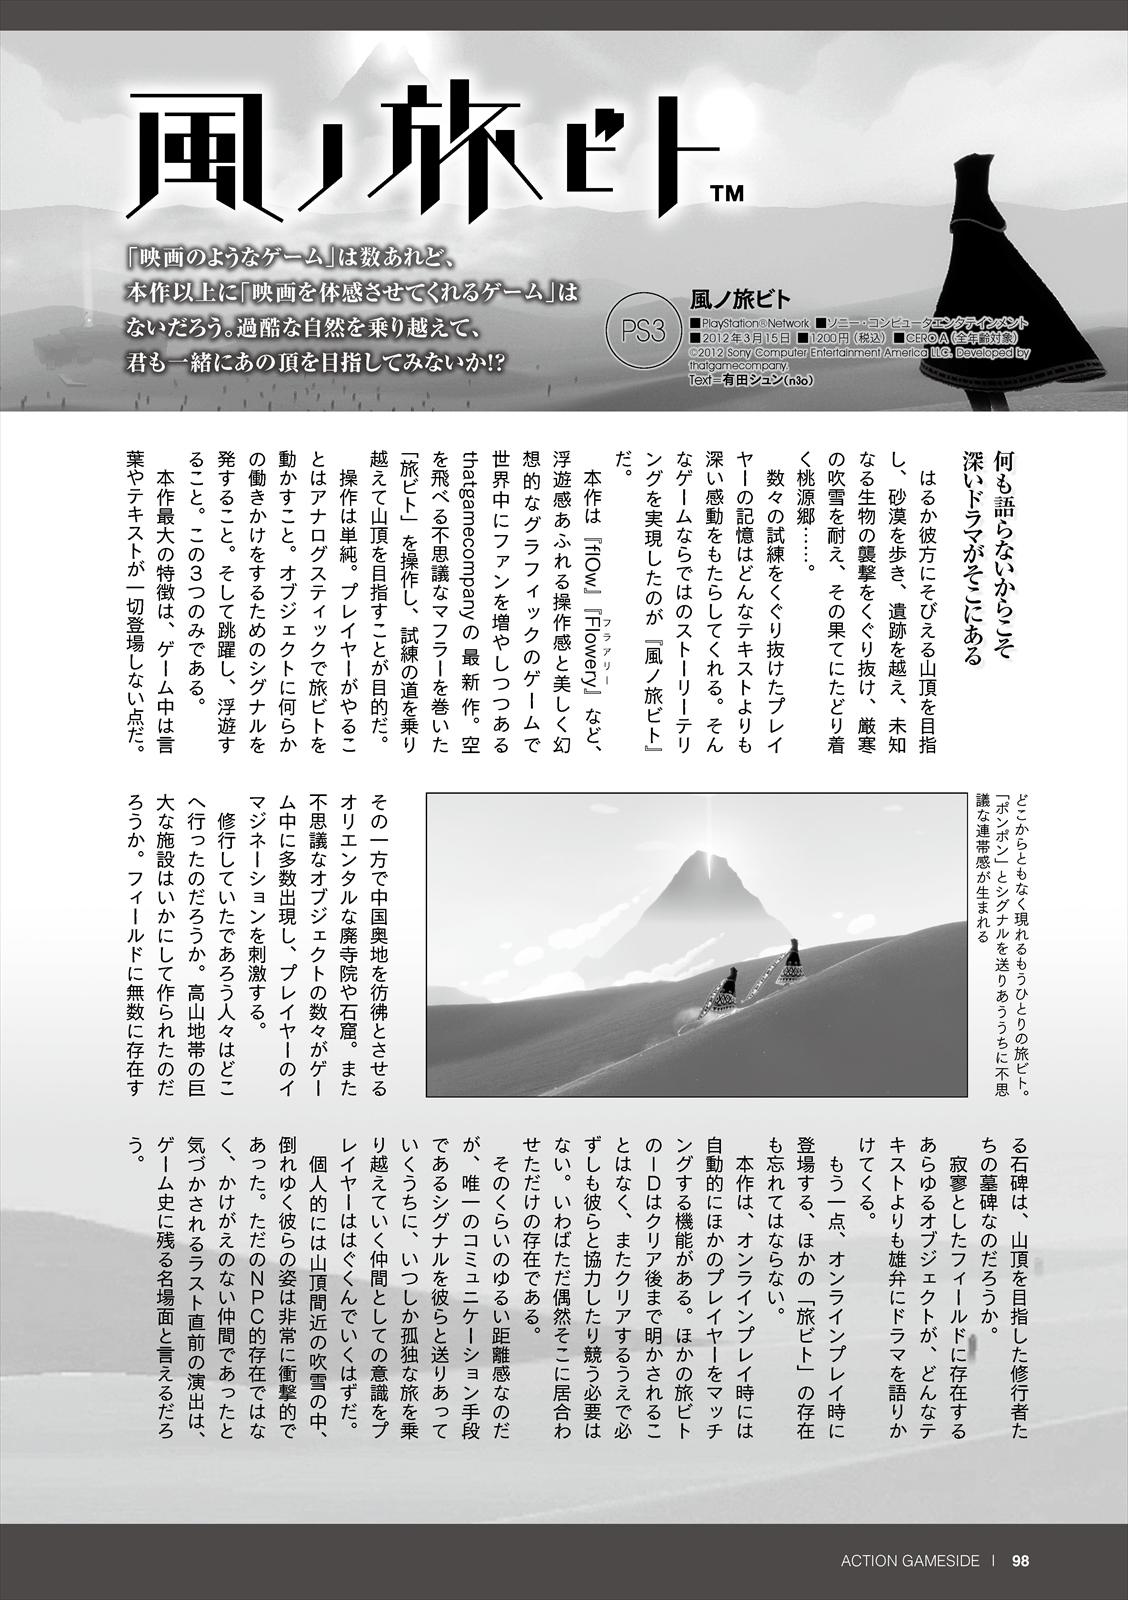 風ノ旅ビト™
「映画のようなゲーム」は数あれど、
本作以上に「映画を体感させてくれるゲーム」は
ないだろう。過酷な自然を乗り越えて、
君も一緒にあの頂を目指してみないか!?
PS3
風ノ旅ビト
■PlayStation®Network ■ソニー・コンピュータエンタテインメント
■2012年3月15日 ■1200円（税込） ■CERO A（全年齢対象）
©2012 Sony Computer Entertainment America LLC. Developed by
thatgamecompany.
Text=有田シュン(n3o)
何も語らないからこそ
深いドラマがそこにある
はるか彼方にそびえる山頂を目指
し、砂漠を歩き、遺跡を越え、未知
なる生物の襲撃をくぐり抜け、厳寒
の吹雪を耐え、その果てにたどり着
く桃源郷……。
数々の試練をくぐり抜けたプレイ
ヤーの記憶はどんなテキストよりも
深い感動をもたらしてくれる。そん
なゲームならではのストーリーテリ
ングを実現したのが『風ノ旅ビト』
だ。
本作は『flOw』『Flowery』など、
フラアリー
浮遊感あふれる操作感と美しく幻
想的なグラフィックのゲームで
世界中にファンを増やしつつある
thatgamecompanyの最新作。空
を飛べる不思議なマフラーを巻いた
「旅ビト」を操作し、試練の道を乗り
越えて山頂を目指すことが目的だ。
操作は単純。プレイヤーがやるこ
とはアナログスティックで旅ビトを
動かすこと。オブジェクトに何らか
の働きかけをするためのシグナルを
発すること。そして跳躍し、浮遊す
ること。この3つのみである。
本作最大の特徴は、ゲーム中は言
葉やテキストが一切登場しない点だ。
どこからともなく現れるもうひとりの旅ビト。
「ポンポン」とシグナルを送りあううちに不思
議な連帯感が生まれる
その一方で中国奥地を彷彿とさせる
オリエンタルな廃寺院や石窟。また
不思議なオブジェクトの数々がゲー
ム中に多数出現し、プレイヤーのイ
マジネーションを刺激する。
修行していたであろう人々はどこ
へ行ったのだろうか。高山地帯の巨
大な施設はいかにして作られたのだ
ろうか。フィールドに無数に存在す
る石碑は、山頂を目指した修行者た
ちの墓碑なのだろうか。
寂寥としたフィールドに存在する
あらゆるオブジェクトが、どんなテ
キストよりも雄弁にドラマを語りか
けてくる。
もう一点、オンラインプレイ時に
登場する、ほかの「旅ビト」の存在
も忘れてはならない。
本作は、オンラインプレイ時には
自動的にほかのプレイヤーをマッチ
ングする機能がある。ほかの旅ビト
のIDはクリア後まで明かされるこ
とはなく、またクリアするうえで必
ずしも彼らと協力したり競う必要は
ない。いわばただ偶然そこに居合わ
せただけの存在である。
そのくらいのゆるい距離感なのだ
が、唯一のコミュニケーション手段
であるシグナルを彼らと送りあって
いくうちに、いつしか孤独な旅を乗
り越えていく仲間としての意識をプ
レイヤーははぐくんでいくはずだ。
個人的には山頂間近の吹雪の中、
倒れゆく彼らの姿は非常に衝撃的で
あった。ただのNPC的存在ではな
く、かけがえのない仲間であったと
気づかされるラスト直前の演出は、
ゲーム史に残る名場面と言えるだろ
う。
ACTION GAMESIDE | 98